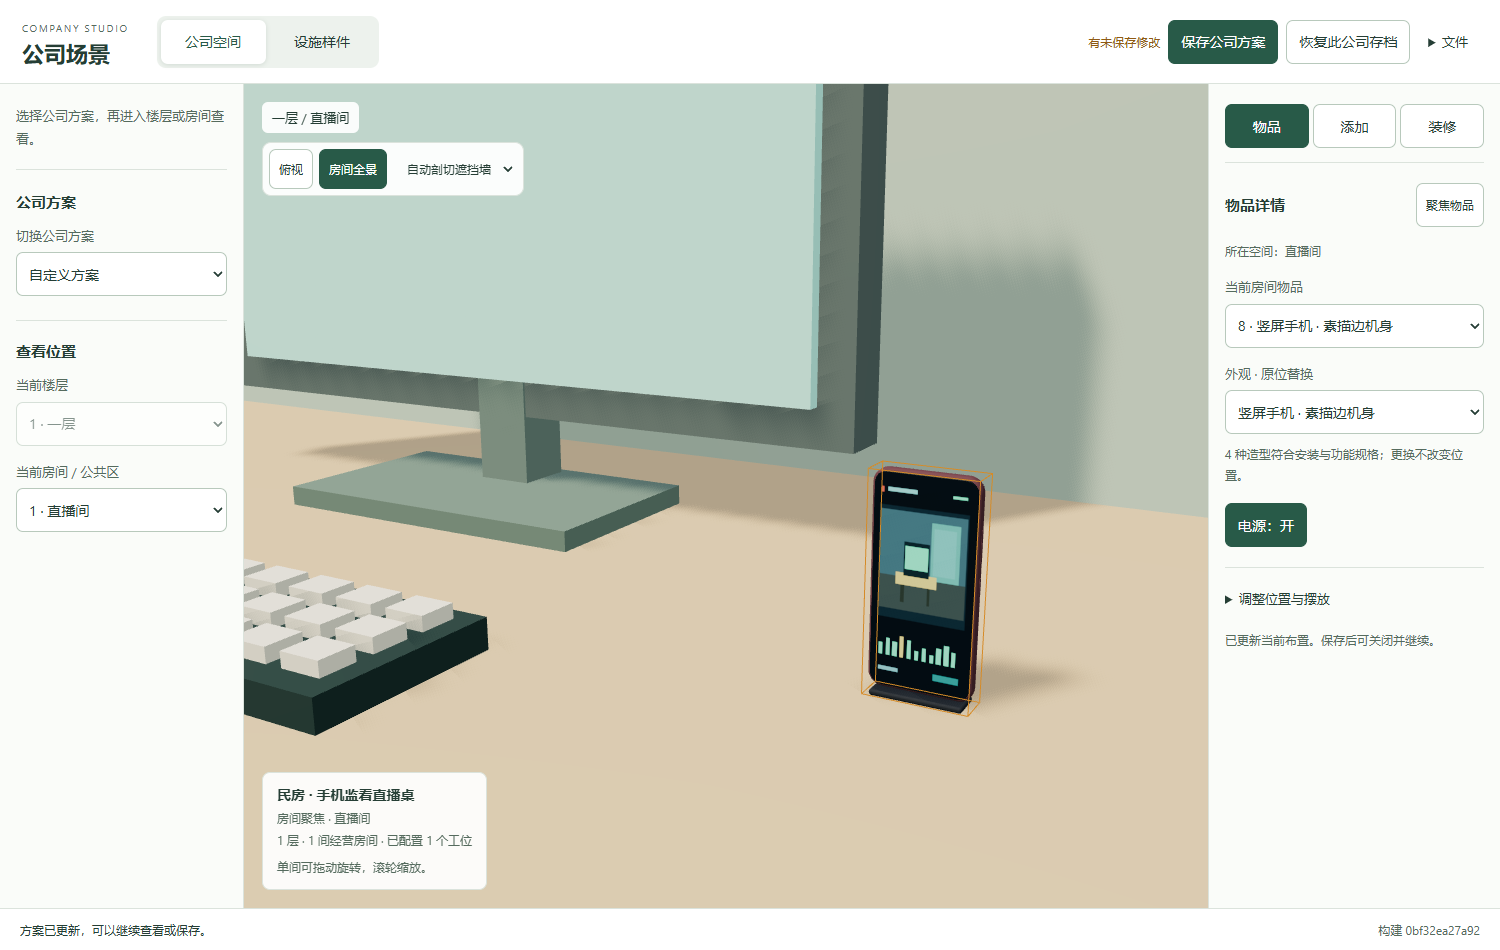 COMPANY STUDIO
公司场景
公司空间
设施样件
有未保存修改
保存公司方案
恢复此公司存档
文件
选择公司方案，再进入楼层或房间查
看。
公司方案
切换公司方案
自定义方案
查看位置
当前楼层
1 · 一层
当前房间 / 公共区
1 · 直播间
一层 / 直播间
俯视
房间全景
自动剖切遮挡墙
民房 · 手机监看直播桌
房间聚焦 · 直播间
1 层 · 1 间经营房间 · 已配置 1 个工位
单间可拖动旋转，滚轮缩放。
物品
添加
装修
物品详情
聚焦物品
所在空间：直播间
当前房间物品
8 · 竖屏手机 · 素描边机身
外观 · 原位替换
竖屏手机 · 素描边机身
4 种造型符合安装与功能规格；更换不改变位
置。
电源：开
调整位置与摆放
已更新当前布置。保存后可关闭并继续。
方案已更新，可以继续查看或保存。
构建 0bf32ea27a92